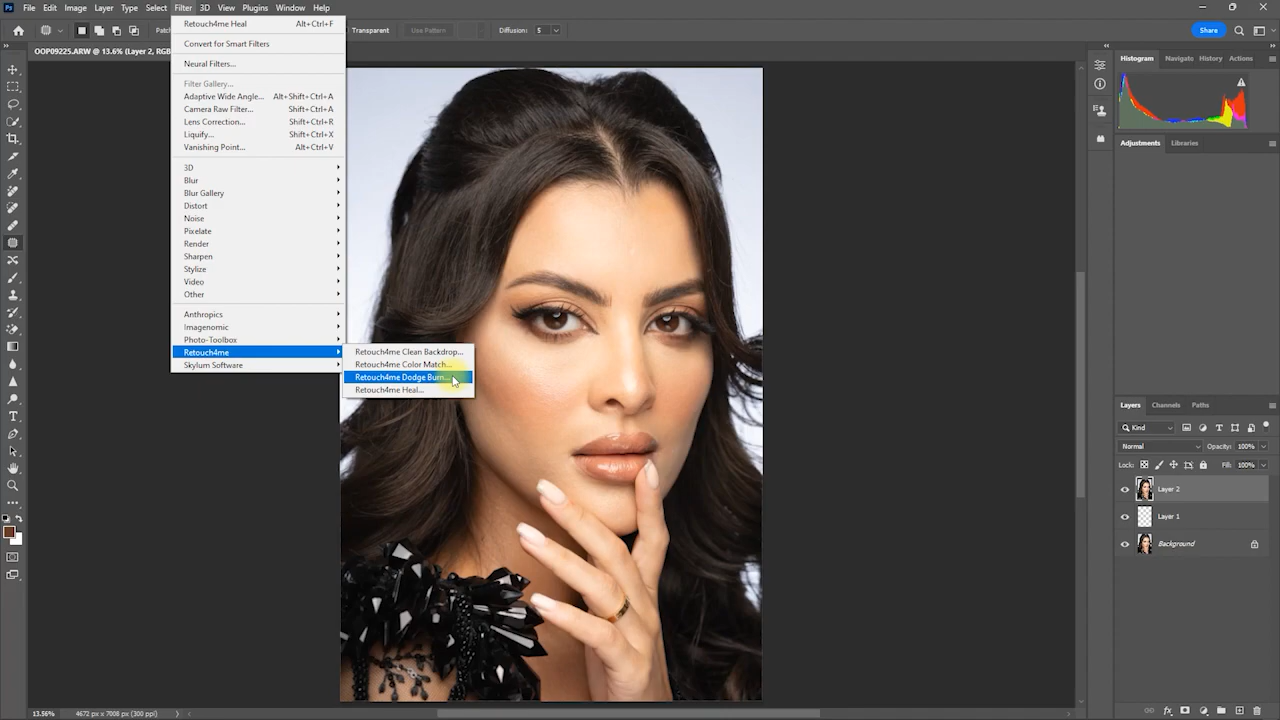 Ps File Edit Image Layer Type Select Filter 3D View Plugins Window Help
Transparent Use Pattern Diffusion: 5 Share
OOP09225.ARW @ 13.6% (Layer 2, RGB
Retouch4me Heal Alt+Ctrl+F
Convert for Smart Filters
Neural Filters...
Filter Gallery...
Adaptive Wide Angle... Alt+Shift+Ctrl+A
Camera Raw Filter... Shift+Ctrl+A
Lens Correction... Shift+Ctrl+R
Liquify... Shift+Ctrl+X
Vanishing Point... Alt+Ctrl+V
3D
Blur
Blur Gallery
Distort
Noise
Pixelate
Render
Sharpen
Stylize
Video
Other
Anthropics
Imagenomic
Photo-Toolbox
Retouch4me
Skylum Software
Retouch4me Clean Backdrop...
Retouch4me Color Match...
Retouch4me Dodge Burn...
Retouch4me Heal...
Histogram Navigate History Actions
Adjustments Libraries
Layers Channels Paths
Kind
Normal Opacity: 100%
Lock: Fill: 100%
Layer 2
Layer 1
Background
13.56% 4672 px x 7008 px (300 ppi)